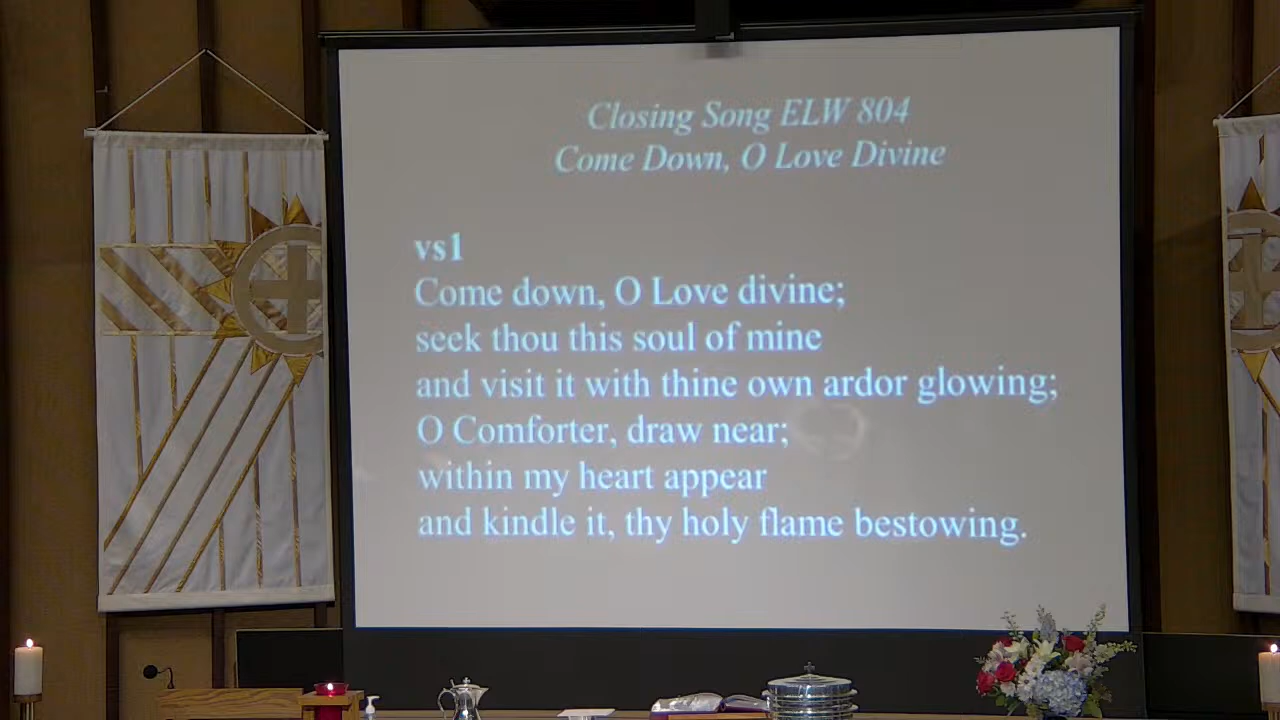 Closing Song ELW 804
Come Down, O Love Divine
vs1
Come down, O Love divine;
seek thou this soul of mine
and visit it with thine own ardor glowing;
O Comforter, draw near;
within my heart appear
and kindle it, thy holy flame bestowing.